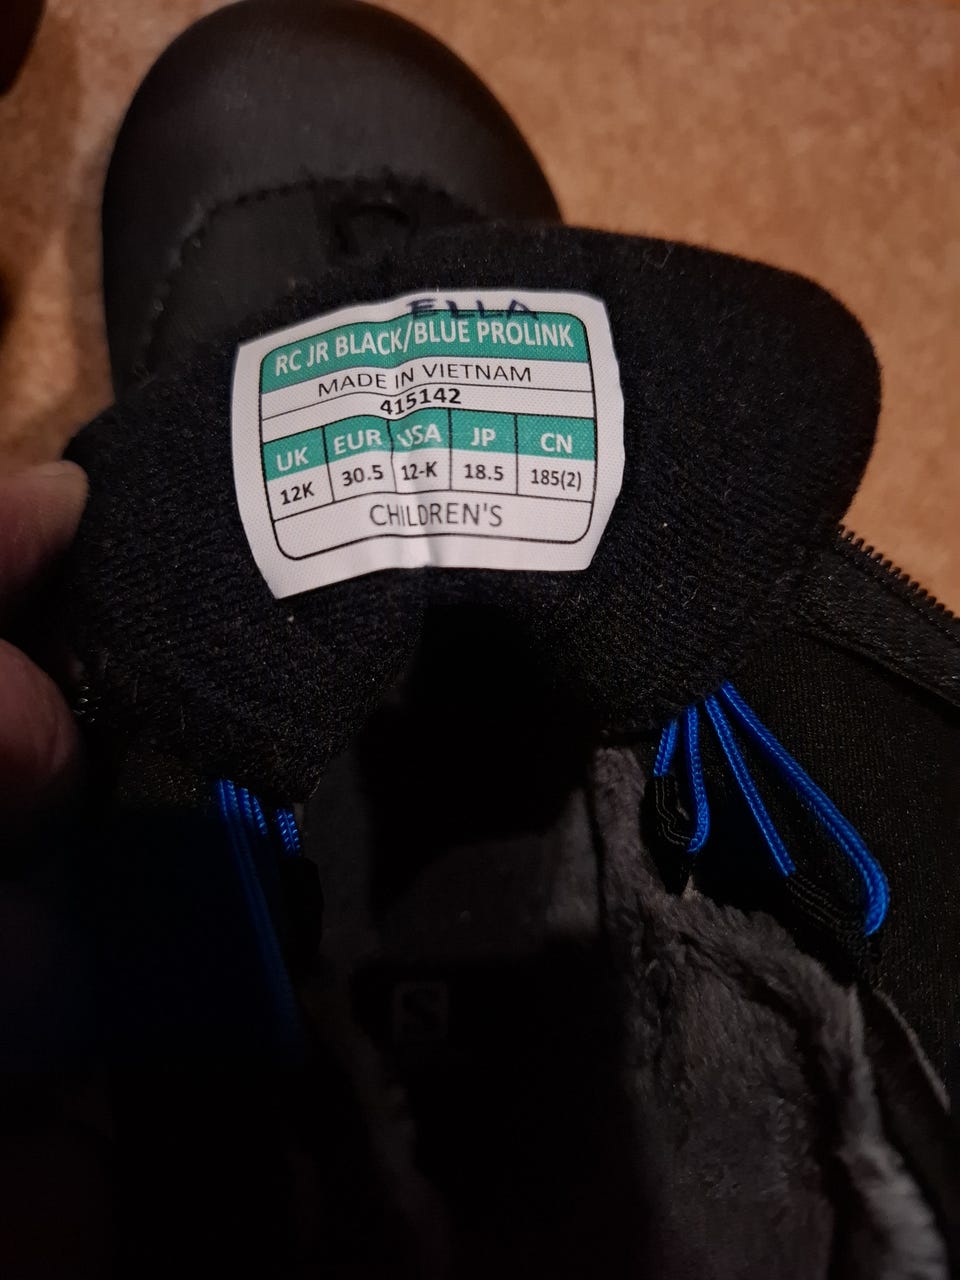 ELLA
RC JR BLACK/BLUE PROLINK
MADE IN VIETNAM
415142
UK EUR USA JP CN
12K 30.5 12-K 18.5 185(2)
CHILDREN'S
S